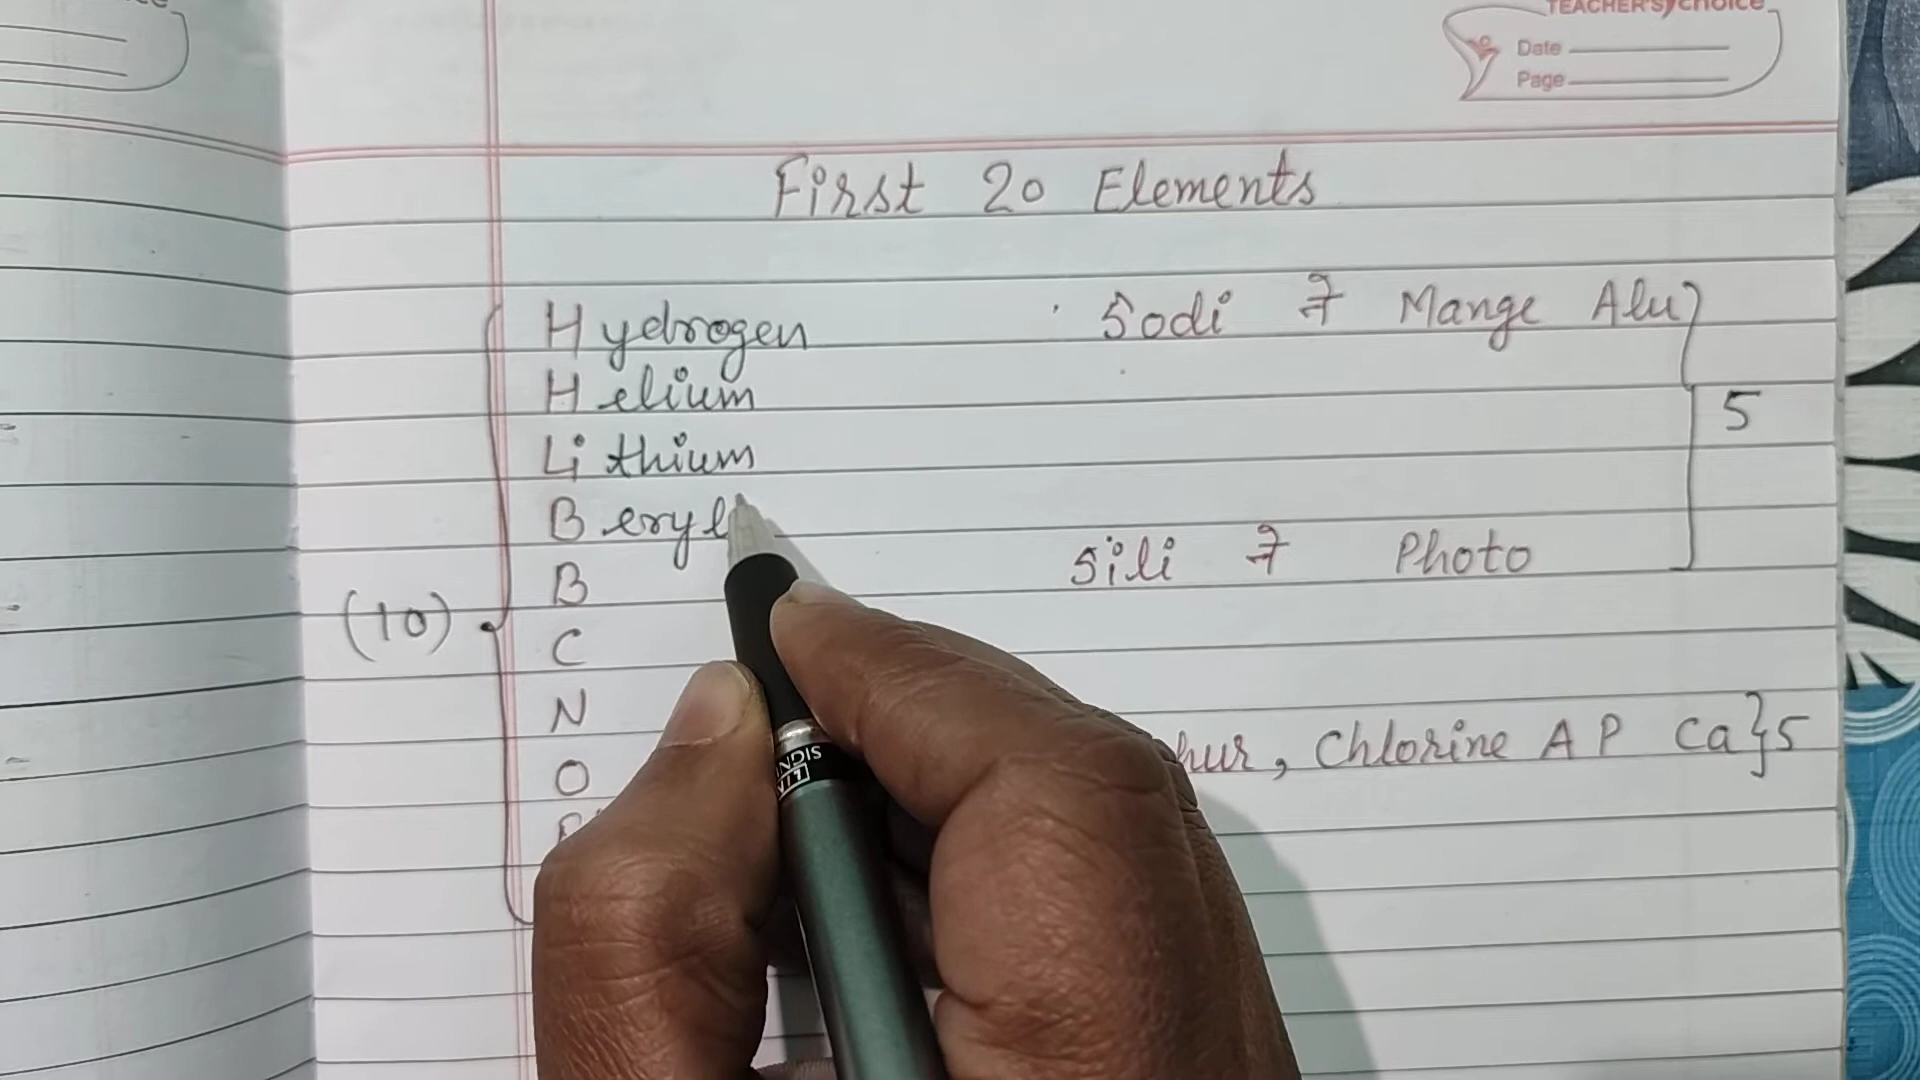 TEACHER'S CHOICE
Date
Page
First 20 Elements
Hydrogen
Helium
Lithium
Beryl
B
C
N
O
(10)
Sodi ने Mange Alu
5
Sili ने Photo
hur, Chlorine A P Ca}5